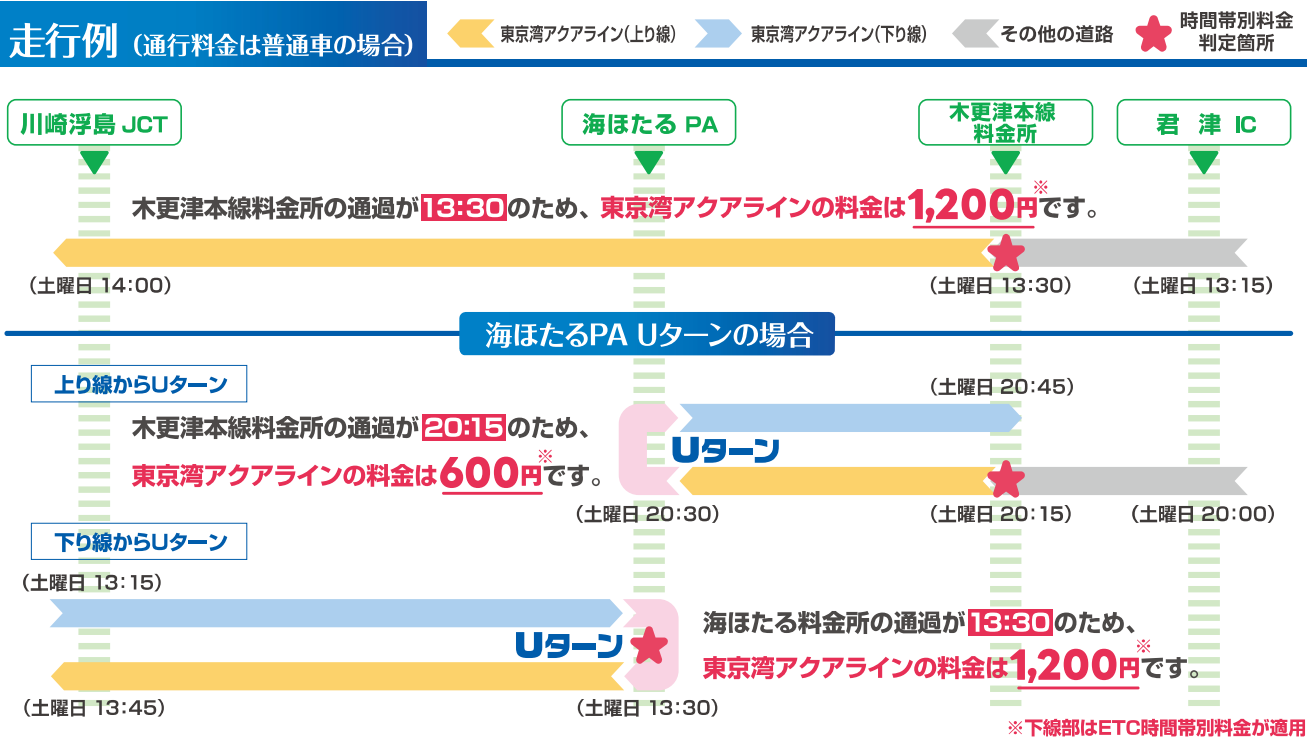 走行例（通行料金は普通車の場合）
東京湾アクアライン（上り線）
東京湾アクアライン（下り線）
その他の道路
時間帯別料金
判定箇所
川崎浮島 JCT
海ほたる PA
木更津本線
料金所
君 津 IC
木更津本線料金所の通過が13:30のため、東京湾アクアラインの料金は1,200円※です。
（土曜日 14:00）
（土曜日 13:30）
（土曜日 13:15）
海ほたるPA Uターンの場合
上り線からUターン
（土曜日 20:45）
木更津本線料金所の通過が20:15のため、
東京湾アクアラインの料金は600円※です。
Uターン
（土曜日 20:30）
（土曜日 20:15）
（土曜日 20:00）
下り線からUターン
（土曜日 13:15）
Uターン
海ほたる料金所の通過が13:30のため、
東京湾アクアラインの料金は1,200円※です。
（土曜日 13:45）
（土曜日 13:30）
※下線部はETC時間帯別料金が適用